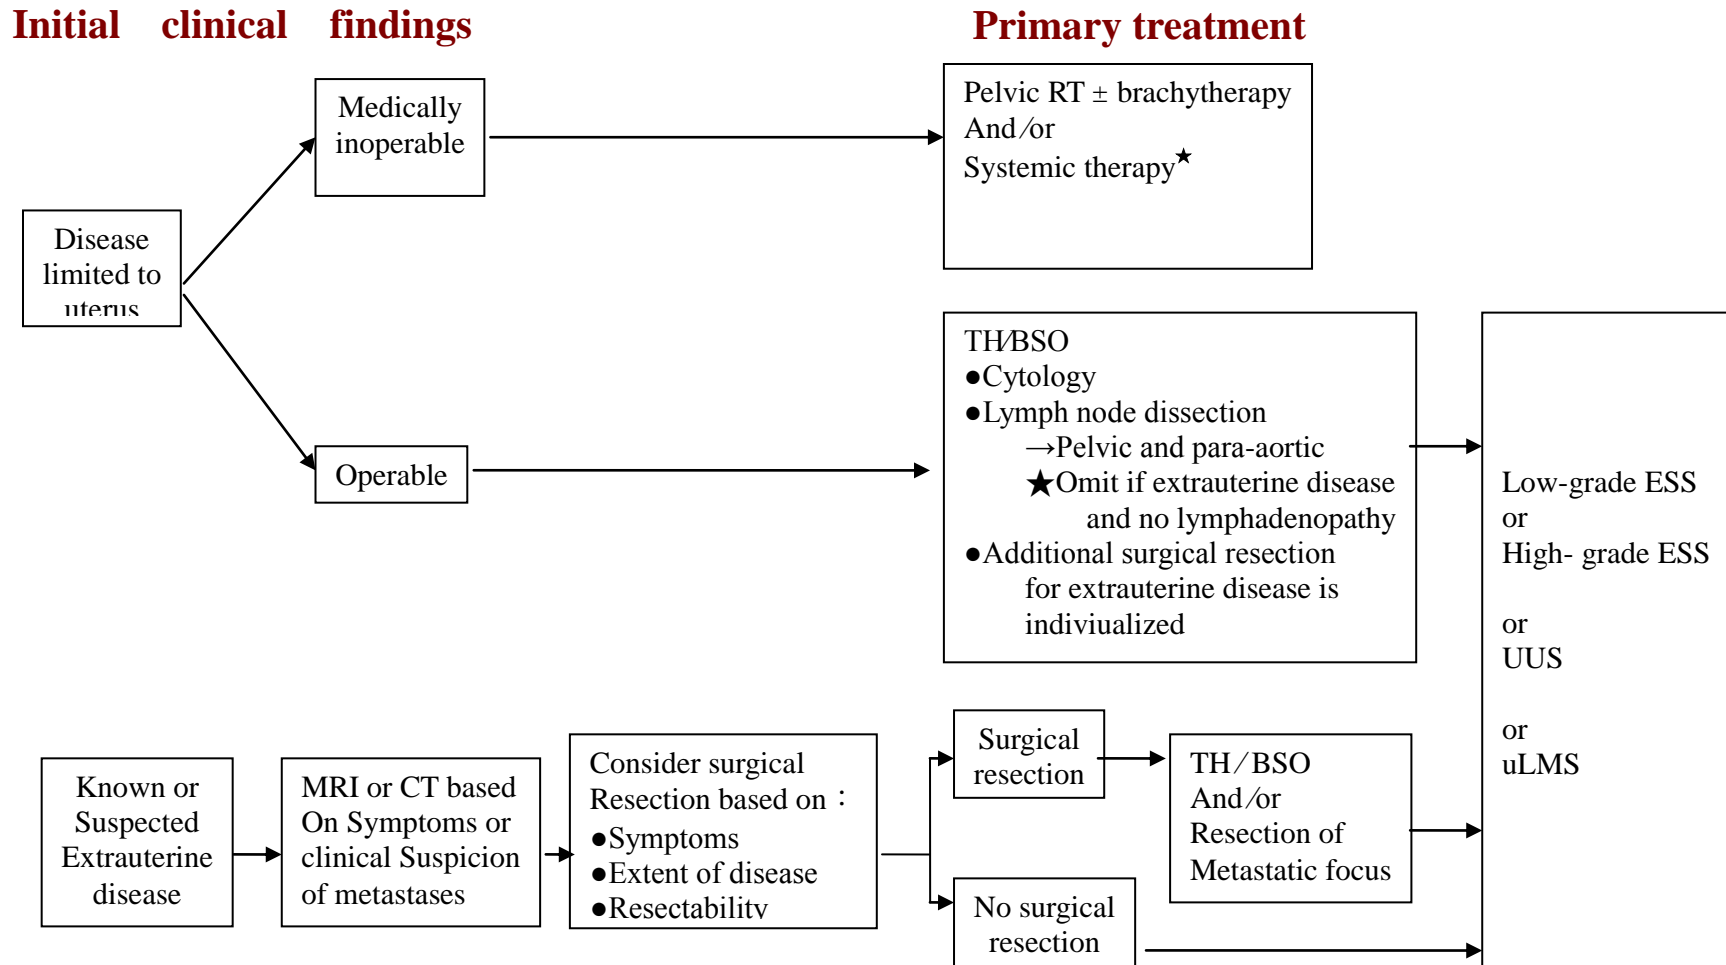 Initial clinical findings
Primary treatment
Medically
inoperable
Pelvic RT ± brachytherapy
And ∕or
Systemic therapy★
Disease
limited to
uterus
Operable
TH∕BSO
●Cytology
●Lymph node dissection
→Pelvic and para-aortic
★Omit if extrauterine disease
and no lymphadenopathy
●Additional surgical resection
for extrauterine disease is
indiviualized
Low-grade ESS
or
High- grade ESS
or
UUS
or
uLMS
Known or
Suspected
Extrauterine
disease
MRI or CT based
On Symptoms or
clinical Suspicion
of metastases
Consider surgical
Resection based on：
●Symptoms
●Extent of disease
●Resectability
Surgical
resection
TH ∕ BSO
And ∕or
Resection of
Metastatic focus
No surgical
resection